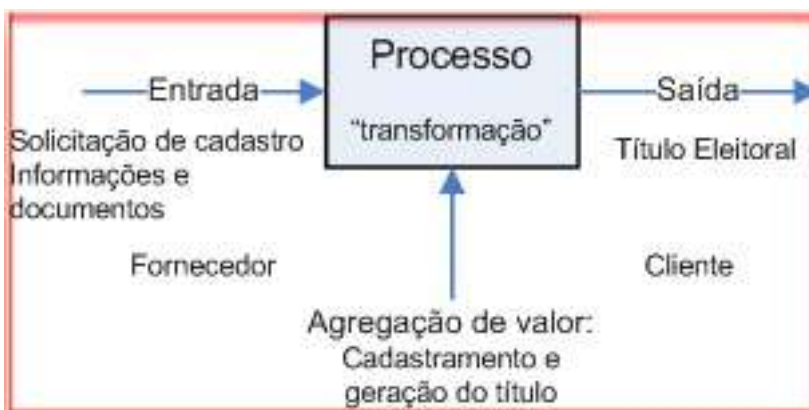 Processo
“transformação”
Entrada
Solicitação de cadastro
Informações e
documentos
Fornecedor
Saída
Título Eleitoral
Cliente
Agregação de valor:
Cadastramento e
geração do título